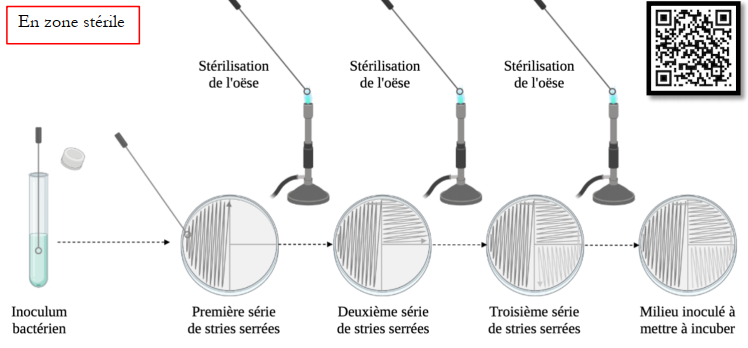 En zone stérile
Stérilisation
de l'oëse
Stérilisation
de l'oëse
Stérilisation
de l'oëse
Inoculum
bactérien
Première série
de stries serrées
Deuxième série
de stries serrées
Troisième série
de stries serrées
Milieu inoculé à
mettre à incuber